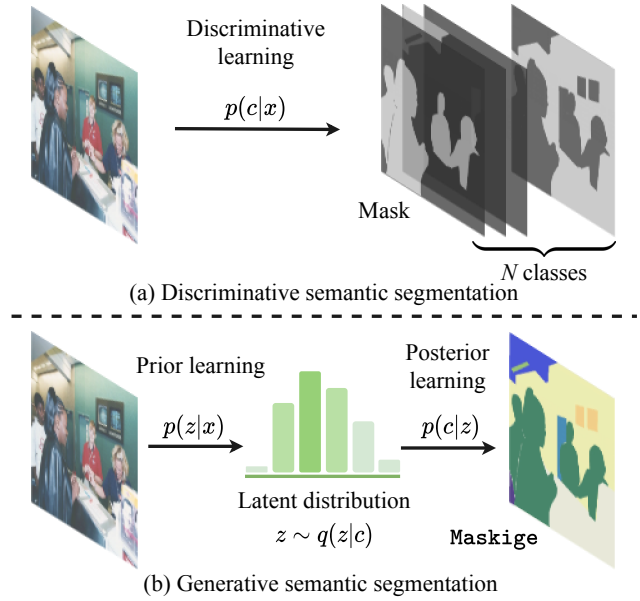 Discriminative
learning
p(c|x)
Mask
N classes
(a) Discriminative semantic segmentation
Prior learning
Posterior
learning
p(z|x)
p(c|z)
Latent distribution
z ∼ q(z|c)
Maskige
(b) Generative semantic segmentation